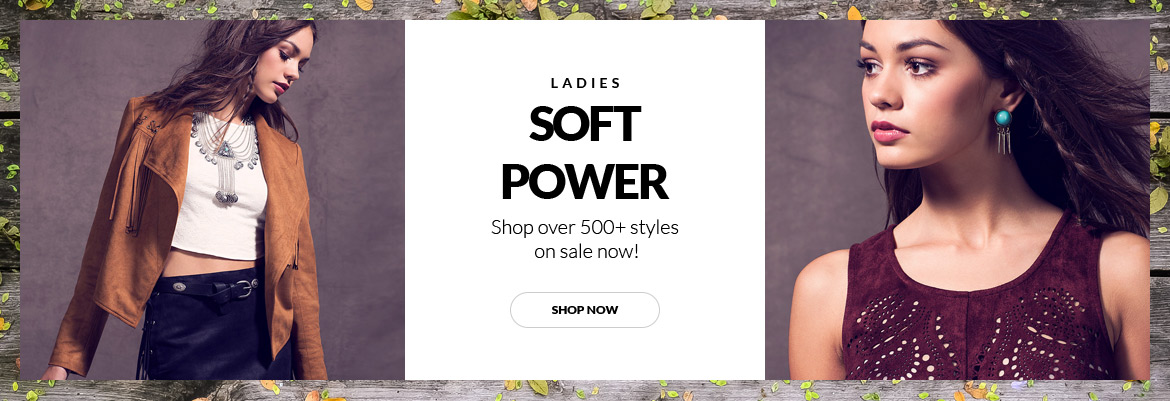 LADIES
SOFT
POWER
Shop over 500+ styles
on sale now!
SHOP NOW